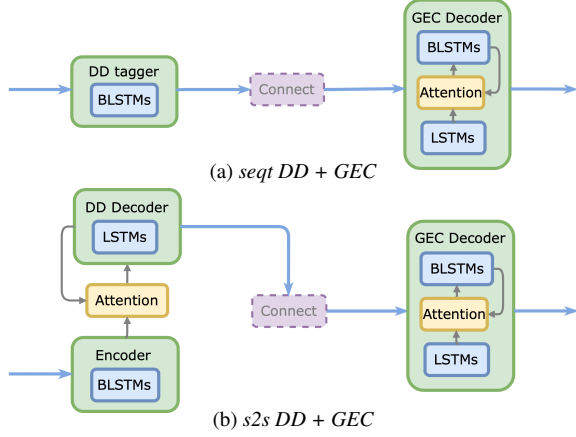 GEC Decoder
DD tagger
BLSTMs
BLSTMs
Connect
Attention
LSTMs
(a) seqt DD + GEC
DD Decoder
LSTMs
Attention
Encoder
BLSTMs
Connect
GEC Decoder
BLSTMs
Attention
LSTMs
(b) s2s DD + GEC